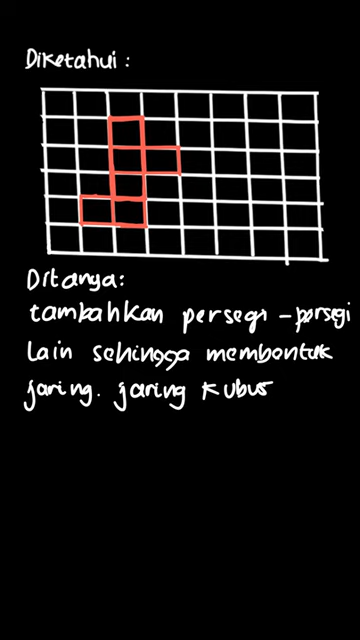 Diketahui :
Ditanya:
tambahkan persegi - persegi
lain sehingga membentuk
jaring. jaring kubus